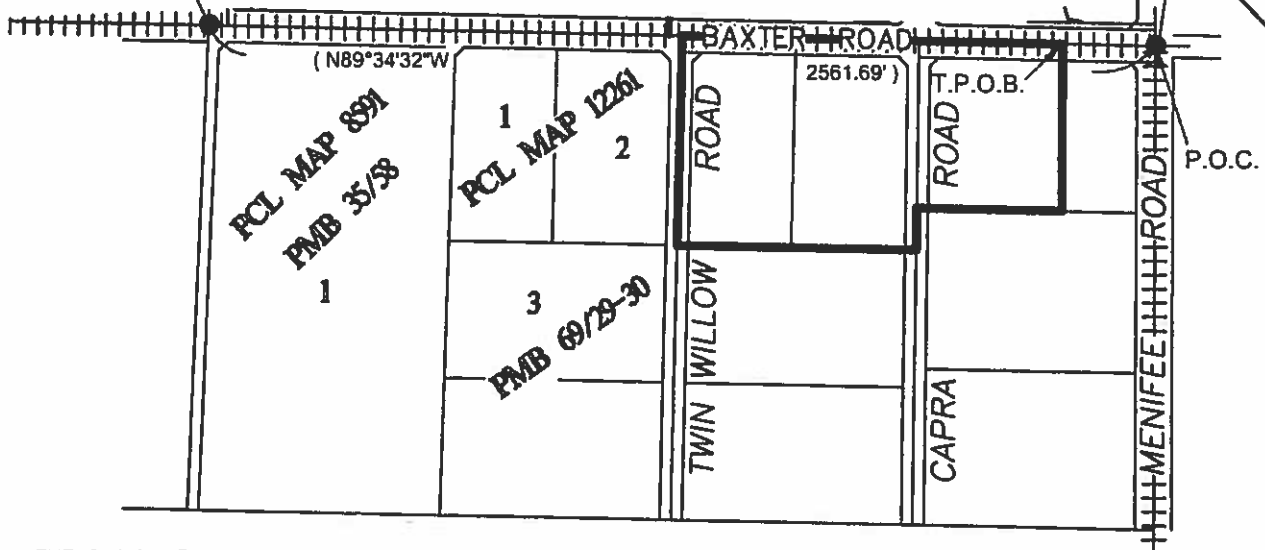 BAXTER ROAD
( N89°34'32"W
2561.69' )
T.P.O.B.
P.O.C.
PCL MAP 8591
PMB 35/58
1
PCL MAP 12261
1
2
3
PMB 69/29-30
TWIN WILLOW ROAD
CAPRA ROAD
MENIFEE ROAD